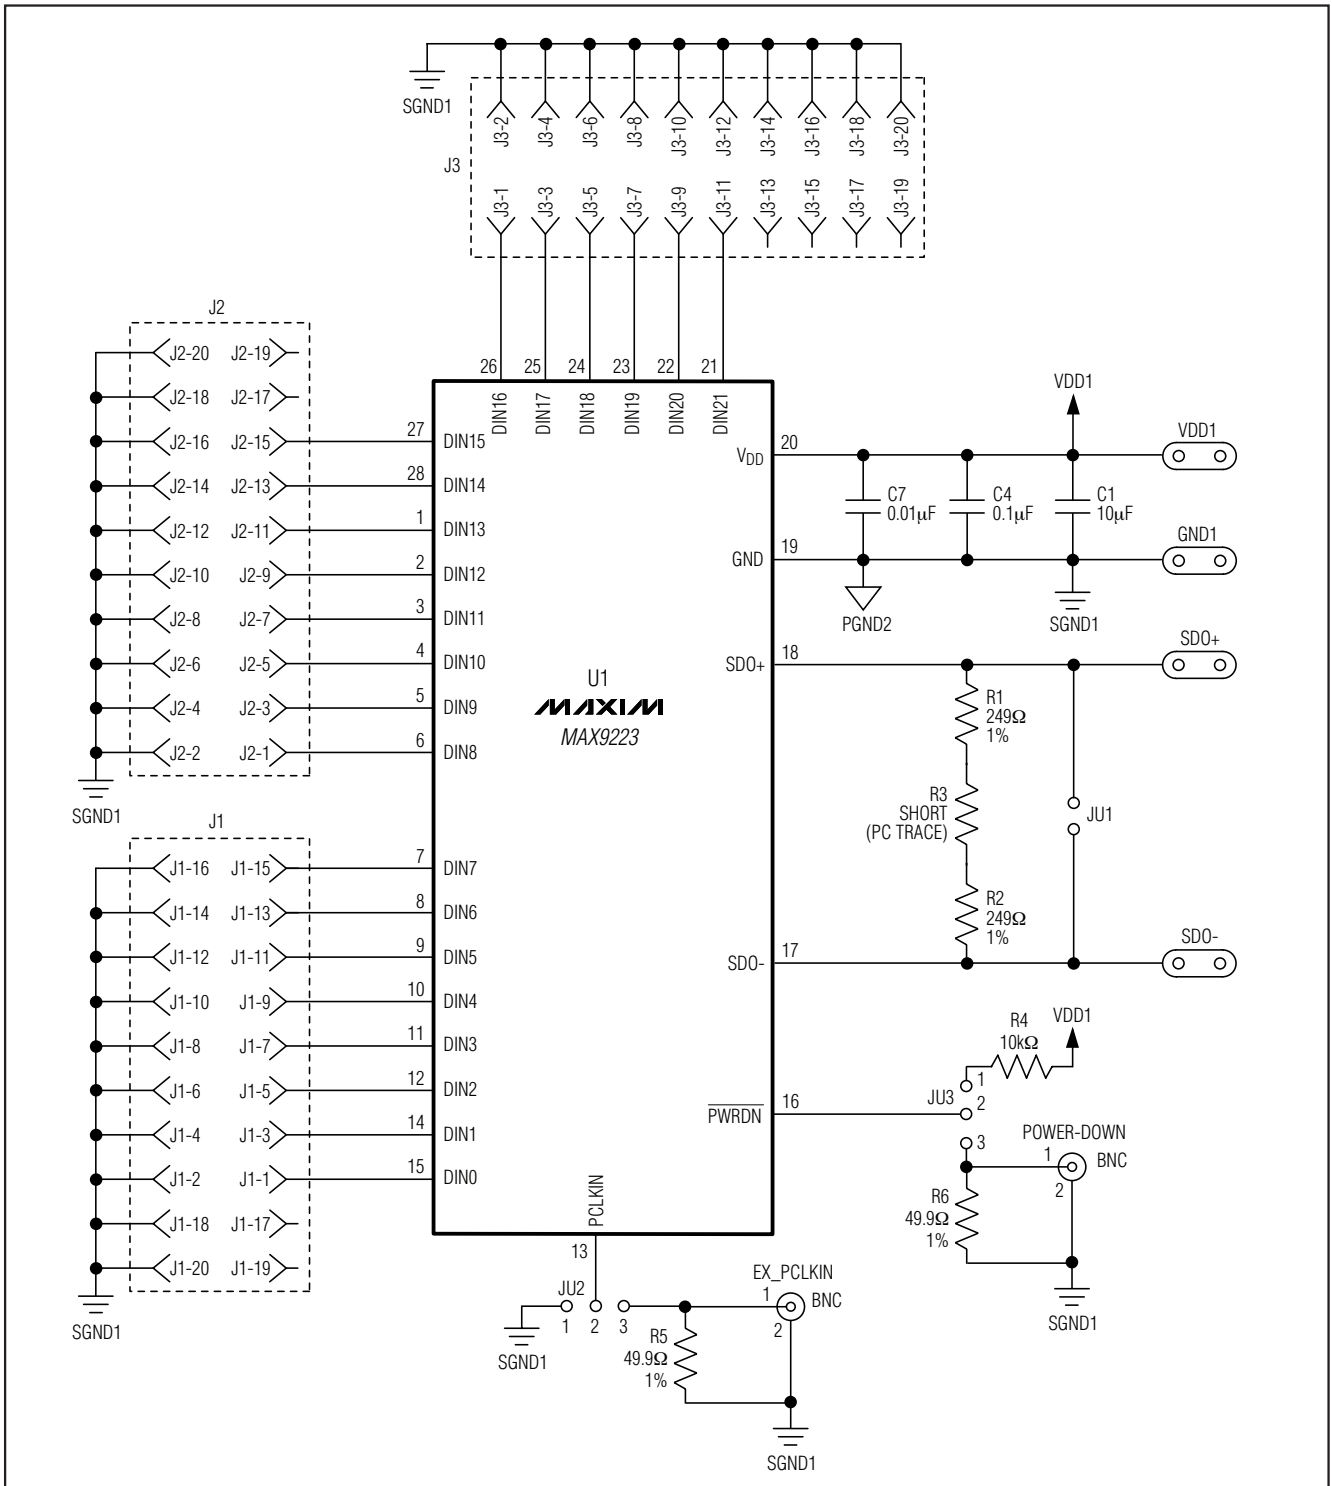 SGND1
J3-2 J3-4 J3-6 J3-8 J3-10 J3-12 J3-14 J3-16 J3-18 J3-20
J3
J3-1 J3-3 J3-5 J3-7 J3-9 J3-11 J3-13 J3-15 J3-17 J3-19
J2
J2-20 J2-19
J2-18 J2-17
J2-16 J2-15
J2-14 J2-13
J2-12 J2-11
J2-10 J2-9
J2-8 J2-7
J2-6 J2-5
J2-4 J2-3
J2-2 J2-1
SGND1
J1
J1-16 J1-15
J1-14 J1-13
J1-12 J1-11
J1-10 J1-9
J1-8 J1-7
J1-6 J1-5
J1-4 J1-3
J1-2 J1-1
J1-18 J1-17
J1-20 J1-19
SGND1
26 25 24 23 22 21
DIN16 DIN17 DIN18 DIN19 DIN20 DIN21
27 DIN15
28 DIN14
1 DIN13
2 DIN12
3 DIN11
4 DIN10
5 DIN9
6 DIN8
7 DIN7
8 DIN6
9 DIN5
10 DIN4
11 DIN3
12 DIN2
14 DIN1
15 DIN0
U1
MAXIM
MAX9223
VDD 20
GND 19
SDO+ 18
SDO- 17
PWRDN 16
PCLKIN
13
VDD1
VDD1
C7
0.01µF
C4
0.1µF
C1
10µF
GND1
PGND2
SGND1
SDO+
R1
249Ω
1%
R3
SHORT
(PC TRACE)
JU1
R2
249Ω
1%
SDO-
R4
10kΩ
VDD1
JU3
1
2
3
POWER-DOWN
1
BNC
2
R6
49.9Ω
1%
SGND1
JU2
1 2 3
SGND1
EX_PCLKIN
1
BNC
2
R5
49.9Ω
1%
SGND1